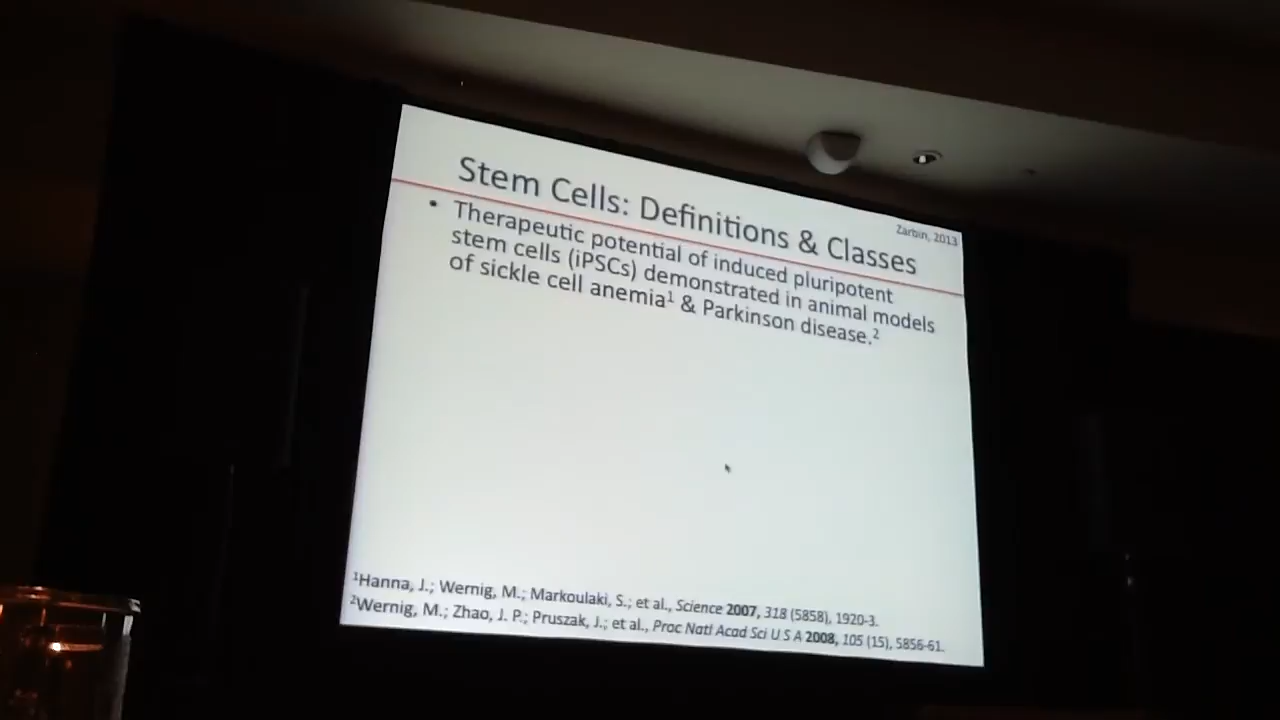 Stem Cells: Definitions & Classes
Zarbin, 2013
• Therapeutic potential of induced pluripotent
stem cells (iPSCs) demonstrated in animal models
of sickle cell anemia¹ & Parkinson disease.²
¹Hanna, J.; Wernig, M.; Markoulaki, S.; et al., Science 2007, 318 (5858), 1920-3.
²Wernig, M.; Zhao, J. P.; Pruszak, J.; et al., Proc Natl Acad Sci U S A 2008, 105 (15), 5856-61.